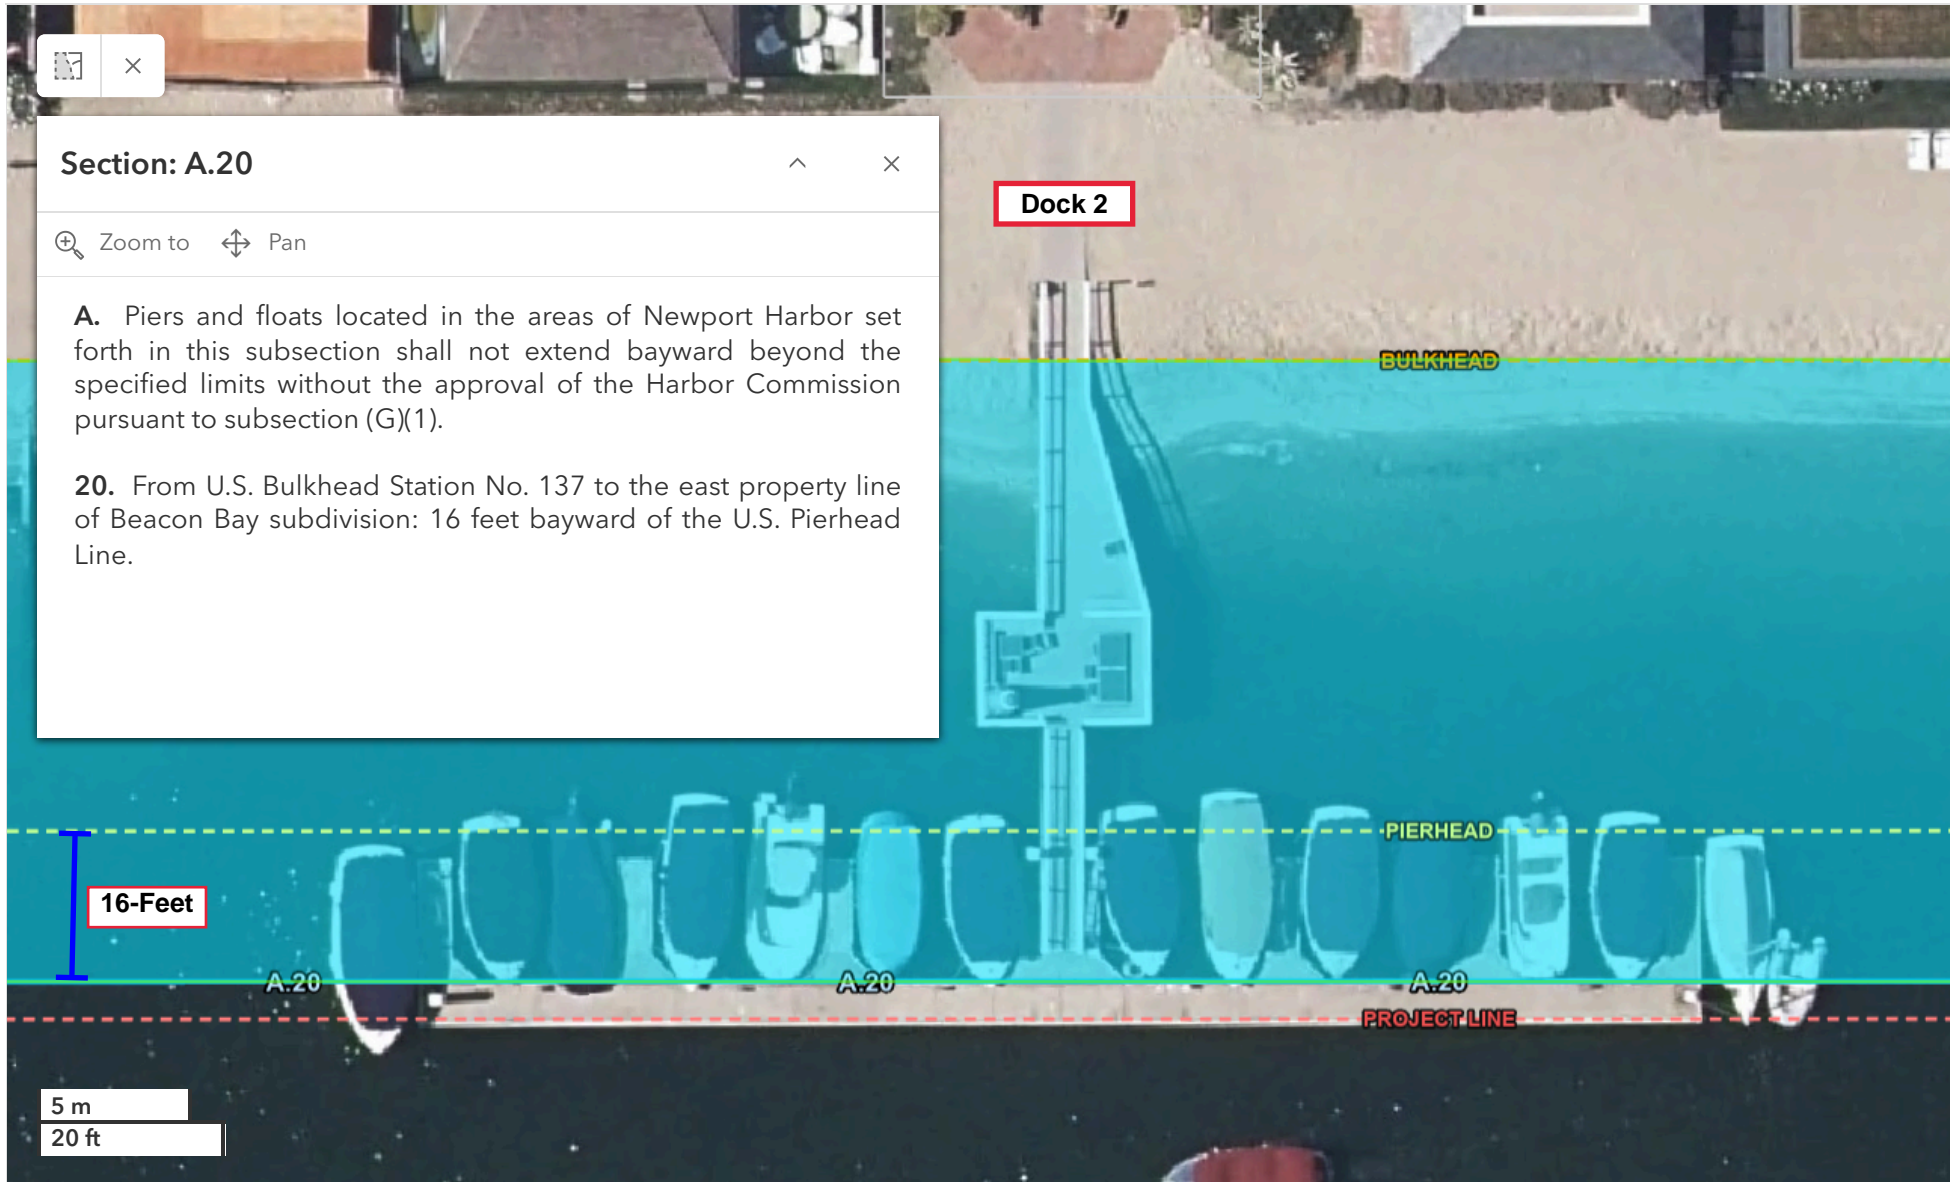 Section: A.20
Zoom to
Pan
A. Piers and floats located in the areas of Newport Harbor set
forth in this subsection shall not extend bayward beyond the
specified limits without the approval of the Harbor Commission
pursuant to subsection (G)(1).
20. From U.S. Bulkhead Station No. 137 to the east property line
of Beacon Bay subdivision: 16 feet bayward of the U.S. Pierhead
Line.
Dock 2
BULKHEAD
PIERHEAD
16-Feet
A.20
A.20
A.20
PROJECT LINE
5 m
20 ft